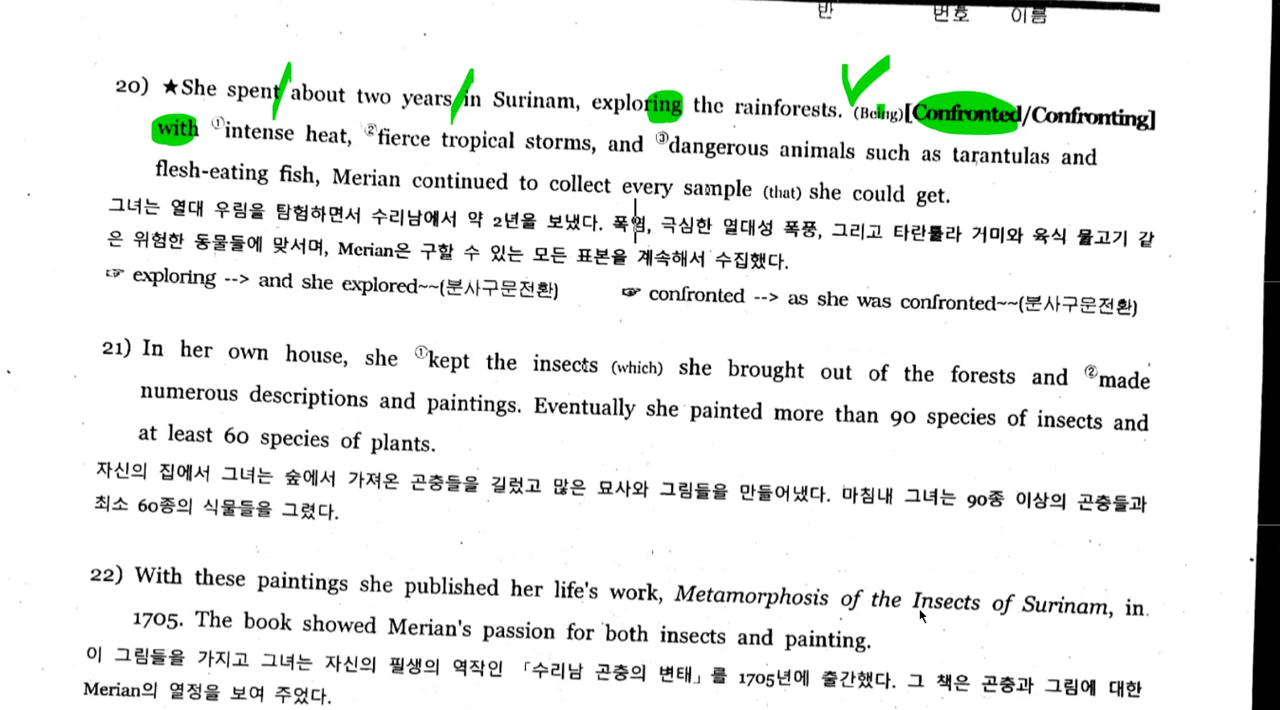 반 번호 이름
20) ★She spent about two years in Surinam, exploring the rainforests. (Being)[Confronted/Confronting]
with ①intense heat, ②fierce tropical storms, and ③dangerous animals such as tarantulas and
flesh-eating fish, Merian continued to collect every sample (that) she could get.
그녀는 열대 우림을 탐험하면서 수리남에서 약 2년을 보냈다. 폭염, 극심한 열대성 폭풍, 그리고 타란툴라 거미와 육식 물고기 같
은 위험한 동물들에 맞서며, Merian은 구할 수 있는 모든 표본을 계속해서 수집했다.
☞ exploring --> and she explored~~(분사구문전환) ☞ confronted --> as she was confronted~~(분사구문전환)
21) In her own house, she ①kept the insects (which) she brought out of the forests and ②made
numerous descriptions and paintings. Eventually she painted more than 90 species of insects and
at least 60 species of plants.
자신의 집에서 그녀는 숲에서 가져온 곤충들을 길렀고 많은 묘사와 그림들을 만들어냈다. 마침내 그녀는 90종 이상의 곤충들과
최소 60종의 식물들을 그렸다.
22) With these paintings she published her life's work, Metamorphosis of the Insects of Surinam, in
1705. The book showed Merian's passion for both insects and painting.
이 그림들을 가지고 그녀는 자신의 필생의 역작인 「수리남 곤충의 변태」를 1705년에 출간했다. 그 책은 곤충과 그림에 대한
Merian의 열정을 보여 주었다.